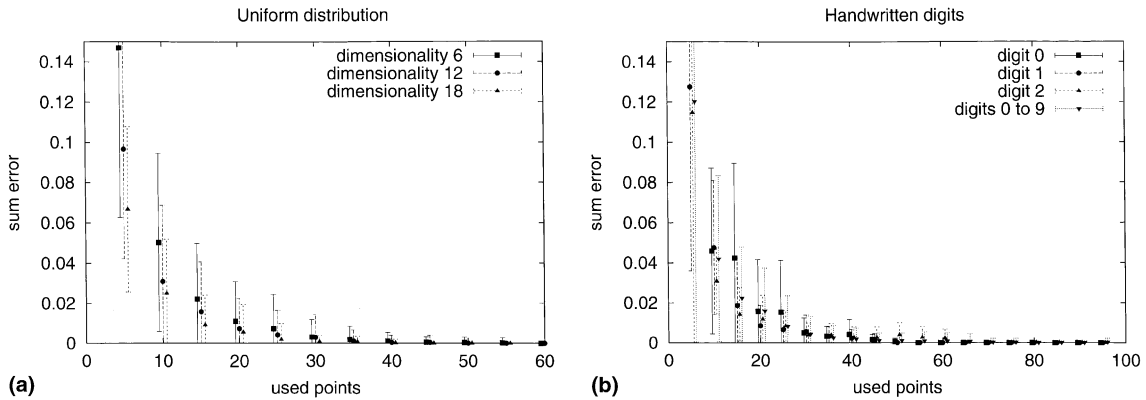 Uniform distribution
0.14
0.12
0.1
0.08
0.06
0.04
0.02
0
sum error
dimensionality 6
dimensionality 12
dimensionality 18
0 10 20 30 40 50 60
used points
(a)
Handwritten digits
0.14
0.12
0.1
0.08
0.06
0.04
0.02
0
sum error
digit 0
digit 1
digit 2
digits 0 to 9
0 20 40 60 80 100
used points
(b)